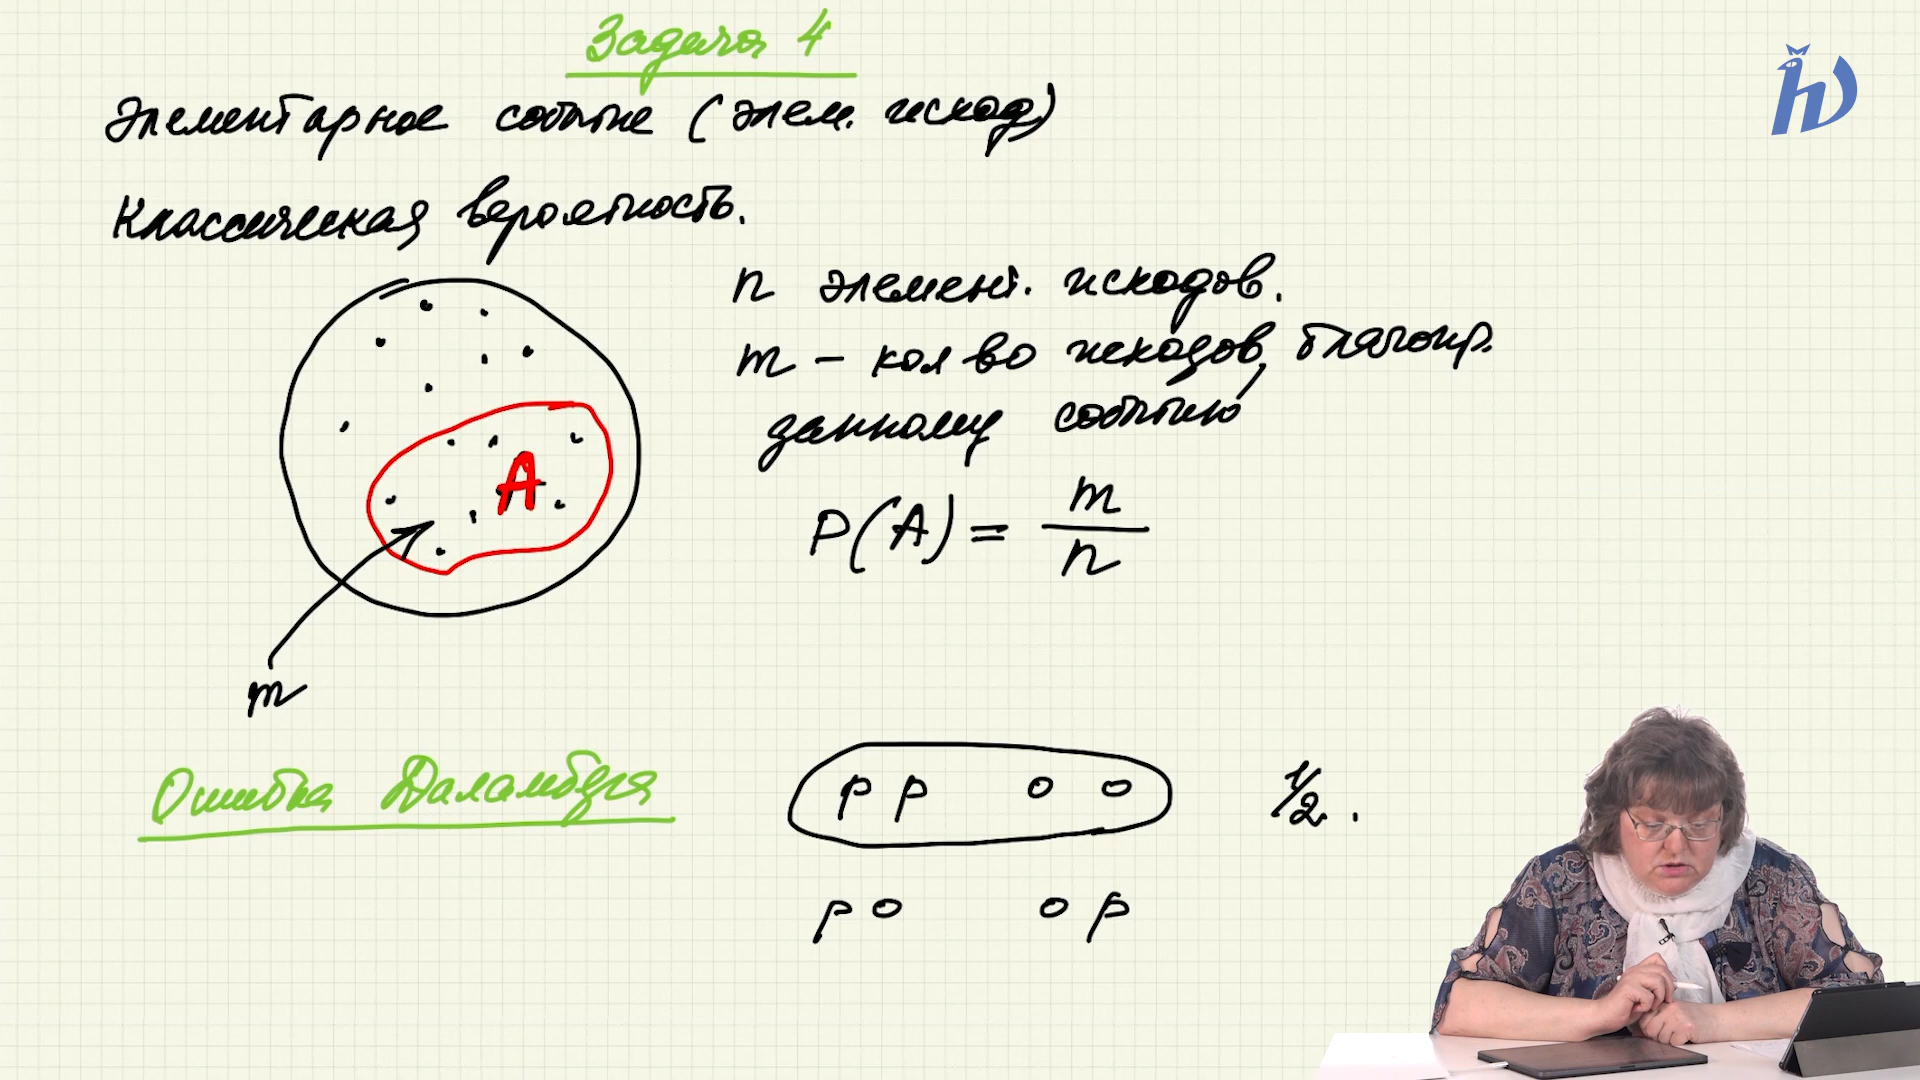 Задача 4
Элементарное событие (элем. исход)
Классическая вероятность.
n элемент. исходов.
m – кол во исходов, благопр.
данному событию
A
P(A) = m/n
m
Ошибка Даламбера
р р о о 1/2.
р о о р